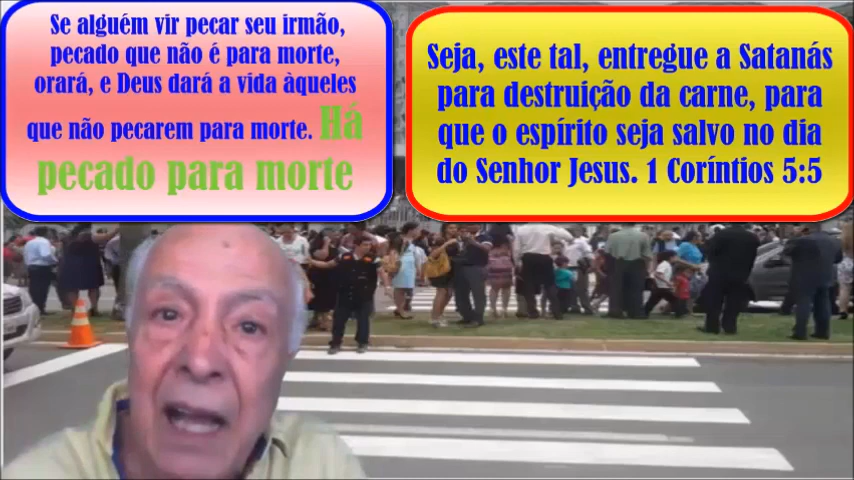 Se alguém vir pecar seu irmão,
pecado que não é para morte,
orará, e Deus dará a vida àqueles
que não pecarem para morte. Há
pecado para morte
Seja, este tal, entregue a Satanás
para destruição da carne, para
que o espírito seja salvo no dia
do Senhor Jesus. 1 Coríntios 5:5